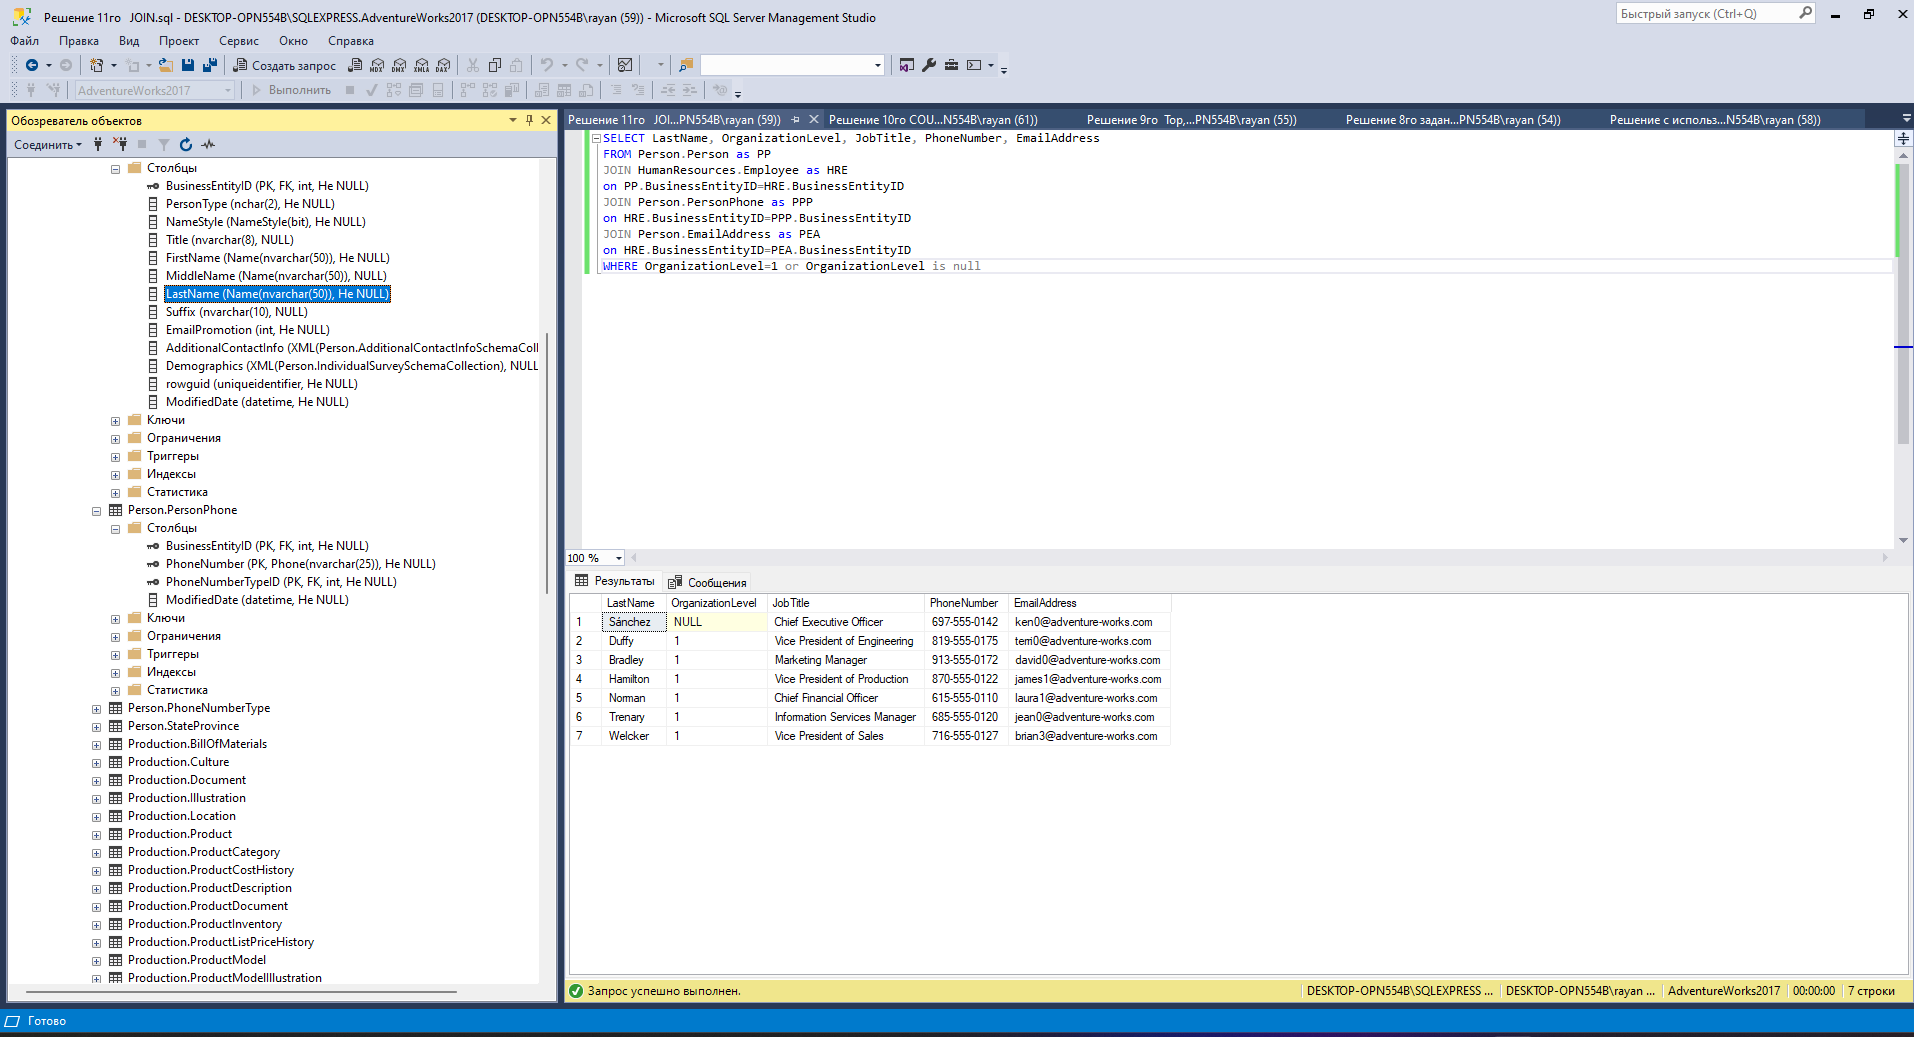 Решение 11го   JOIN.sql - DESKTOP-OPN554B\SQLEXPRESS.AdventureWorks2017 (DESKTOP-OPN554B\rayan (59)) - Microsoft SQL Server Management Studio
Быстрый запуск (Ctrl+Q)
Файл Правка Вид Проект Сервис Окно Справка
Создать запрос MDX DMX XMLA DAX
AdventureWorks2017 Выполнить
Обозреватель объектов
Соединить
Столбцы
BusinessEntityID (PK, FK, int, Не NULL)
PersonType (nchar(2), Не NULL)
NameStyle (NameStyle(bit), Не NULL)
Title (nvarchar(8), NULL)
FirstName (Name(nvarchar(50)), Не NULL)
MiddleName (Name(nvarchar(50)), NULL)
LastName (Name(nvarchar(50)), Не NULL)
Suffix (nvarchar(10), NULL)
EmailPromotion (int, Не NULL)
AdditionalContactInfo (XML(Person.AdditionalContactInfoSchemaColl
Demographics (XML(Person.IndividualSurveySchemaCollection), NULL
rowguid (uniqueidentifier, Не NULL)
ModifiedDate (datetime, Не NULL)
Ключи
Ограничения
Триггеры
Индексы
Статистика
Person.PersonPhone
Столбцы
BusinessEntityID (PK, FK, int, Не NULL)
PhoneNumber (PK, Phone(nvarchar(25)), Не NULL)
PhoneNumberTypeID (PK, FK, int, Не NULL)
ModifiedDate (datetime, Не NULL)
Ключи
Ограничения
Триггеры
Индексы
Статистика
Person.PhoneNumberType
Person.StateProvince
Production.BillOfMaterials
Production.Culture
Production.Document
Production.Illustration
Production.Location
Production.Product
Production.ProductCategory
Production.ProductCostHistory
Production.ProductDescription
Production.ProductDocument
Production.ProductInventory
Production.ProductListPriceHistory
Production.ProductModel
Production.ProductModelIllustration
Решение 11го   JOI...PN554B\rayan (59)) Решение 10го COU...N554B\rayan (61)) Решение 9го  Top,...PN554B\rayan (55)) Решение 8го задан...PN554B\rayan (54)) Решение с использ...N554B\rayan (58))
SELECT LastName, OrganizationLevel, JobTitle, PhoneNumber, EmailAddress
FROM Person.Person as PP
JOIN HumanResources.Employee as HRE
on PP.BusinessEntityID=HRE.BusinessEntityID
JOIN Person.PersonPhone as PPP
on HRE.BusinessEntityID=PPP.BusinessEntityID
JOIN Person.EmailAddress as PEA
on HRE.BusinessEntityID=PEA.BusinessEntityID
WHERE OrganizationLevel=1 or OrganizationLevel is null
100 %
Результаты Сообщения
LastName OrganizationLevel JobTitle PhoneNumber EmailAddress
1 Sánchez NULL Chief Executive Officer 697-555-0142 ken0@adventure-works.com
2 Duffy 1 Vice President of Engineering 819-555-0175 terri0@adventure-works.com
3 Bradley 1 Marketing Manager 913-555-0172 david0@adventure-works.com
4 Hamilton 1 Vice President of Production 870-555-0122 james1@adventure-works.com
5 Norman 1 Chief Financial Officer 615-555-0110 laura1@adventure-works.com
6 Trenary 1 Information Services Manager 685-555-0120 jean0@adventure-works.com
7 Welcker 1 Vice President of Sales 716-555-0127 brian3@adventure-works.com
Запрос успешно выполнен. DESKTOP-OPN554B\SQLEXPRESS ... DESKTOP-OPN554B\rayan ... AdventureWorks2017 00:00:00 7 строки
Готово